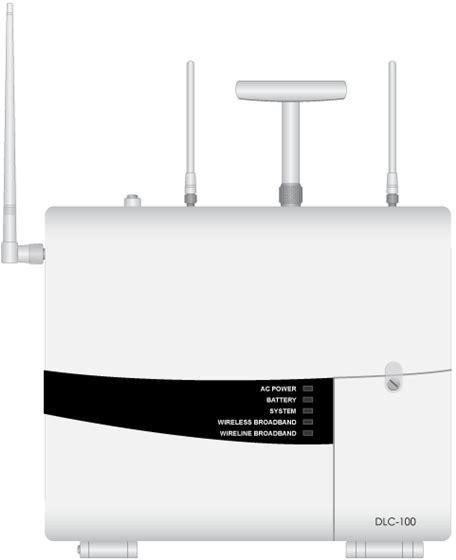 AC POWER
BATTERY
SYSTEM
WIRELESS BROADBAND
WIRELINE BROADBAND
DLC-100